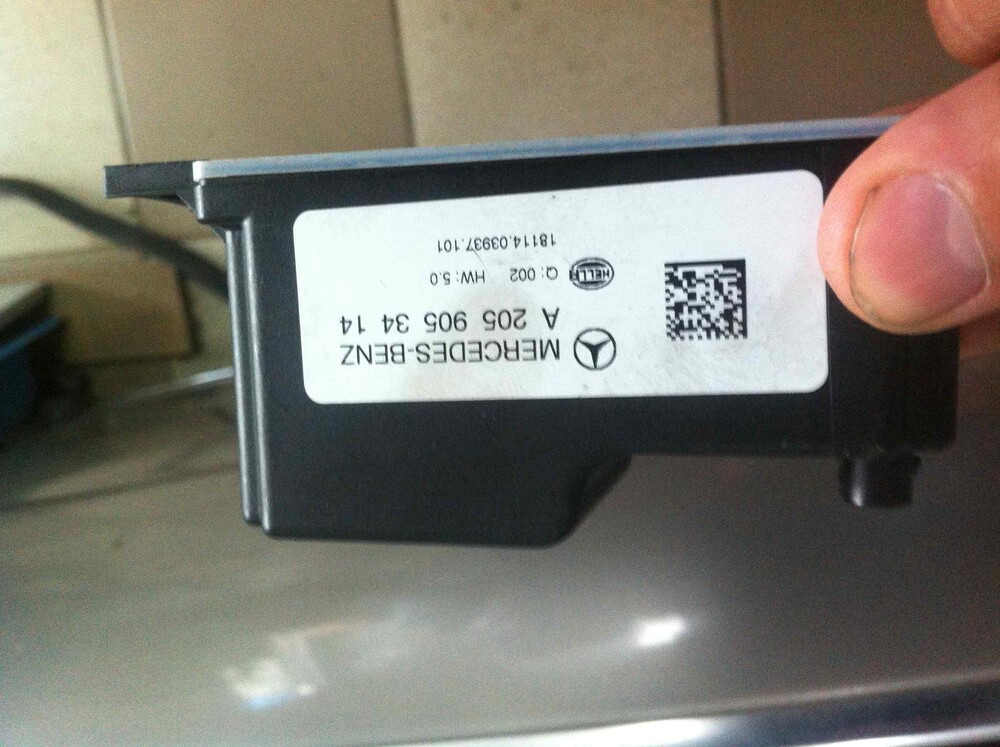 MERCEDES-BENZ
A 205 905 34 14
HELLA Q: 002 HW: 5.0
18114.03937.101